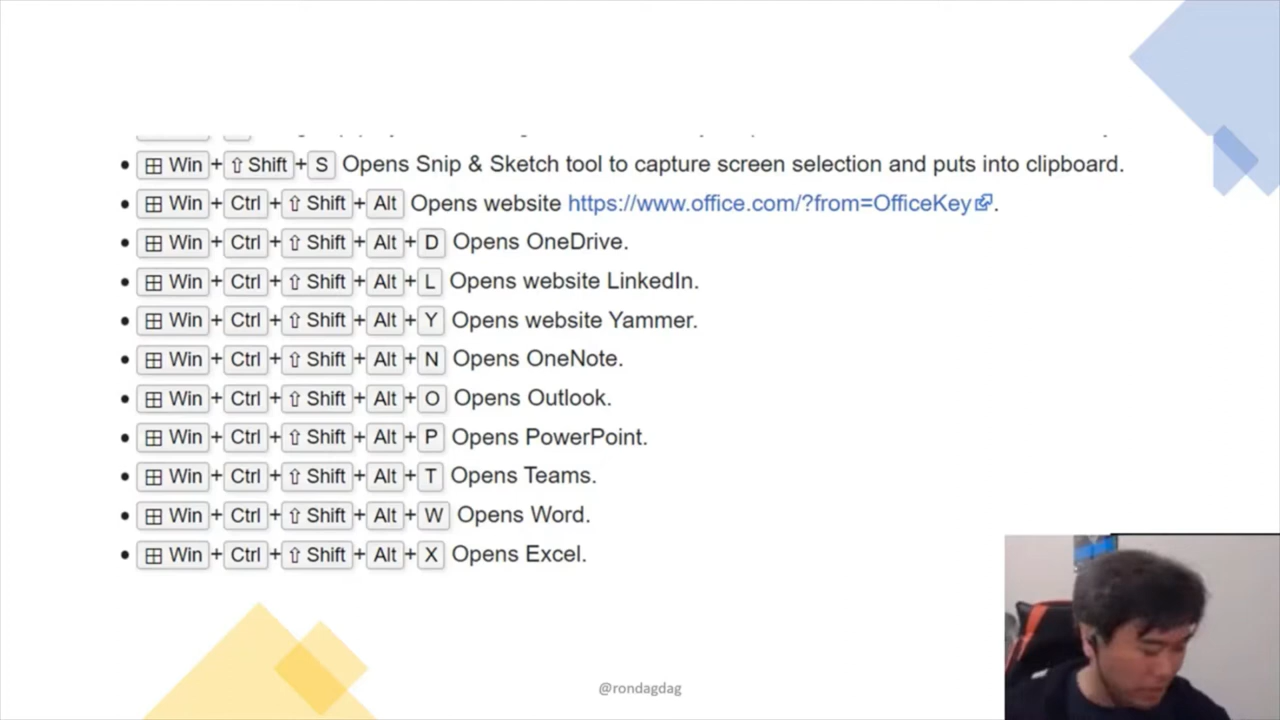 • Win+⇧ Shift+S Opens Snip & Sketch tool to capture screen selection and puts into clipboard.
• Win+Ctrl+⇧ Shift+Alt Opens website https://www.office.com/?from=OfficeKey.
• Win+Ctrl+⇧ Shift+Alt+D Opens OneDrive.
• Win+Ctrl+⇧ Shift+Alt+L Opens website LinkedIn.
• Win+Ctrl+⇧ Shift+Alt+Y Opens website Yammer.
• Win+Ctrl+⇧ Shift+Alt+N Opens OneNote.
• Win+Ctrl+⇧ Shift+Alt+O Opens Outlook.
• Win+Ctrl+⇧ Shift+Alt+P Opens PowerPoint.
• Win+Ctrl+⇧ Shift+Alt+T Opens Teams.
• Win+Ctrl+⇧ Shift+Alt+W Opens Word.
• Win+Ctrl+⇧ Shift+Alt+X Opens Excel.
@rondagdag